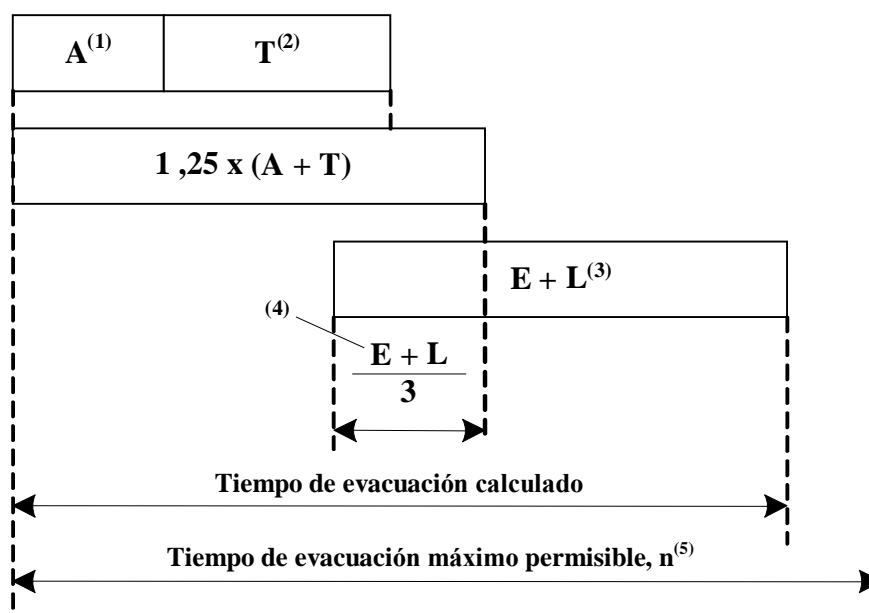 A(1) T(2)
1 ,25 x (A + T)
E + L(3)
(4)
E + L
3
Tiempo de evacuación calculado
Tiempo de evacuación máximo permisible, n(5)